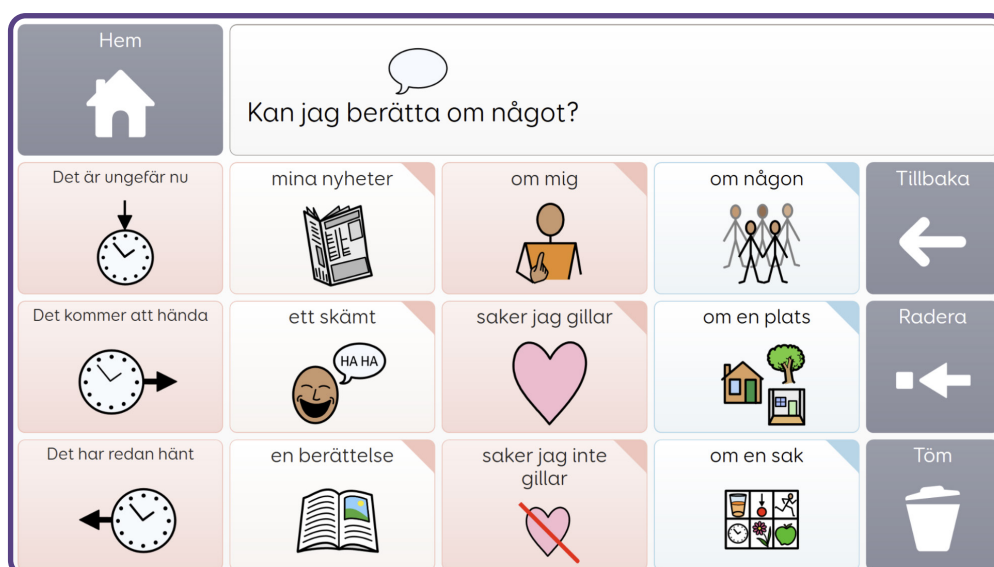 Hem
Kan jag berätta om något?
Det är ungefär nu
mina nyheter
om mig
om någon
Tillbaka
Det kommer att hända
ett skämt
HA HA
saker jag gillar
om en plats
Radera
Det har redan hänt
en berättelse
saker jag inte
gillar
om en sak
Töm